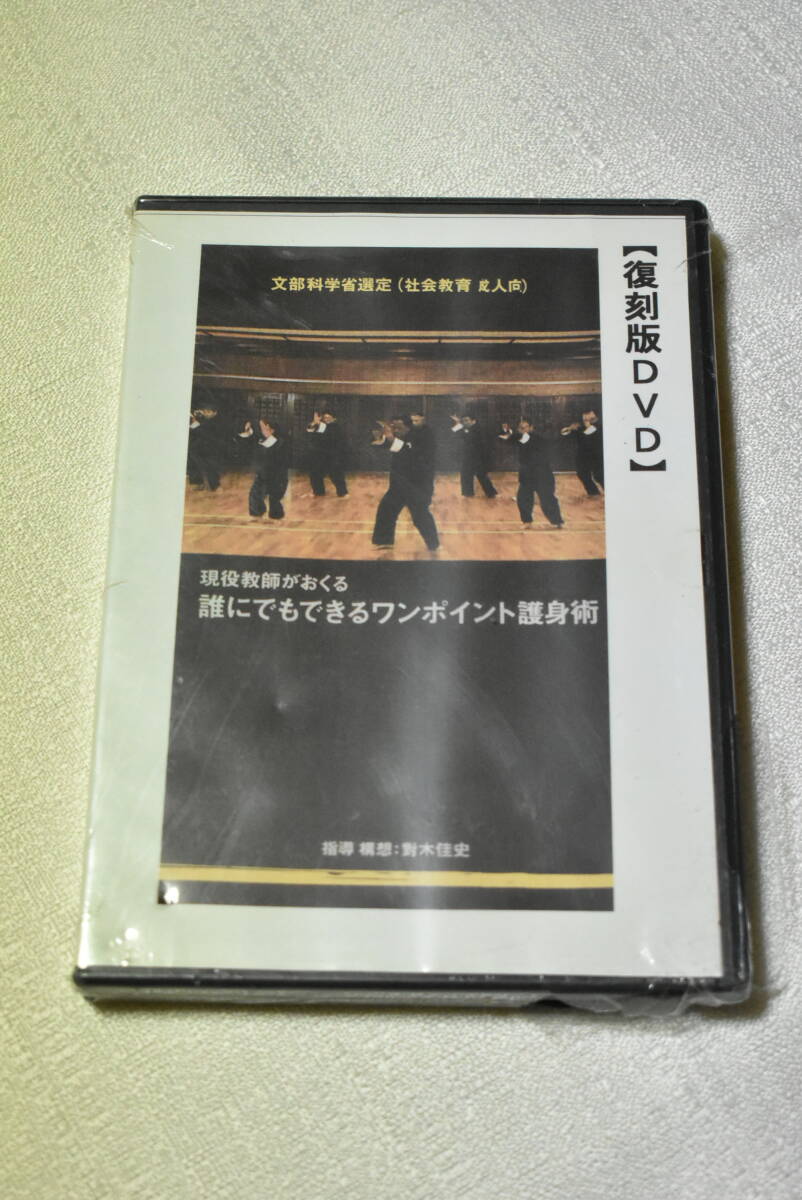 【復刻版DVD】
文部科学省選定（社会教育 成人向）
現役教師がおくる
誰にでもできるワンポイント護身術
指導 構想：對木佳史